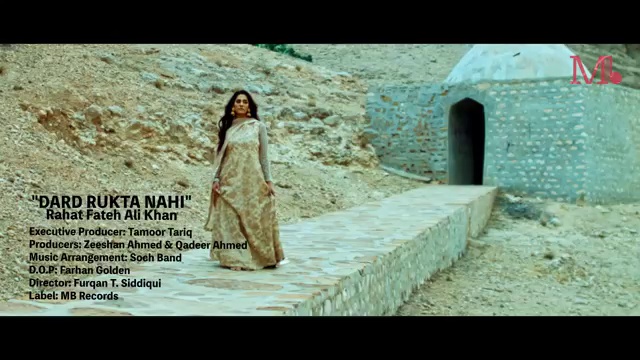 M
"DARD RUKTA NAHI"
Rahat Fateh Ali Khan
Executive Producer: Tamoor Tariq
Producers: Zeeshan Ahmed & Qadeer Ahmed
Music Arrangement: Soch Band
D.O.P: Farhan Golden
Director: Furqan T. Siddiqui
Label: MB Records